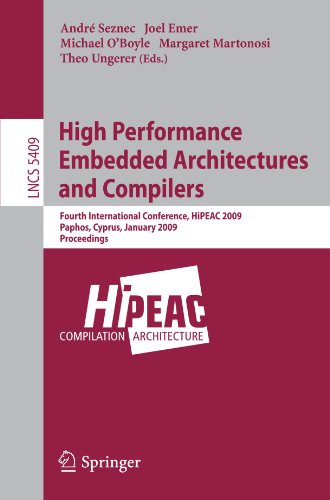 André Seznec Joel Emer
Michael O'Boyle Margaret Martonosi
Theo Ungerer (Eds.)
LNCS 5409
High Performance
Embedded Architectures
and Compilers
Fourth International Conference, HiPEAC 2009
Paphos, Cyprus, January 2009
Proceedings
HiPEAC
COMPILATION ARCHITECTURE
Springer